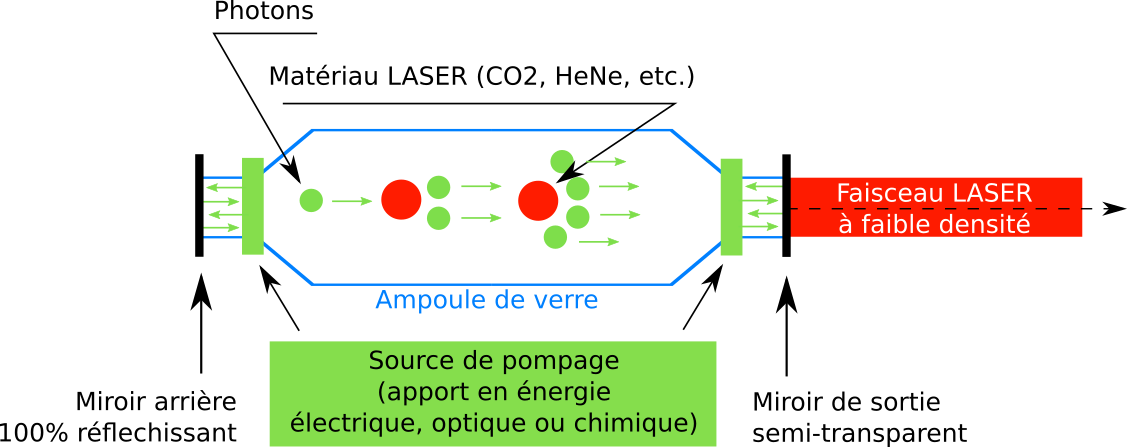 Photons
Matériau LASER (CO2, HeNe, etc.)
Faisceau LASER
à faible densité
Ampoule de verre
Source de pompage
(apport en énergie
électrique, optique ou chimique)
Miroir arrière
100% réflechissant
Miroir de sortie
semi-transparent